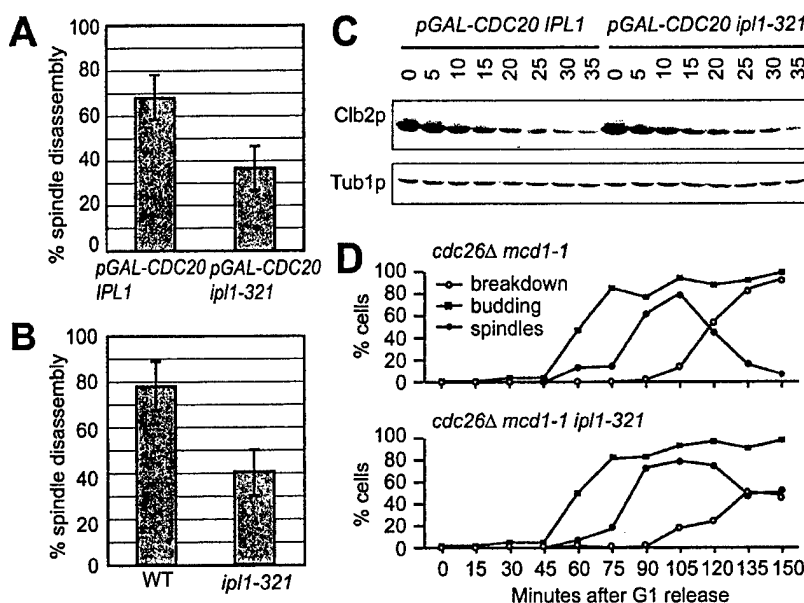 A
% spindle disassembly
100
80
60
40
20
0
pGAL-CDC20 IPL1
pGAL-CDC20 ipl1-321
B
% spindle disassembly
100
80
60
40
20
0
WT
ipl1-321
C
pGAL-CDC20 IPL1
pGAL-CDC20 ipl1-321
0 5 10 15 20 25 30 35 0 5 10 15 20 25 30 35
Clb2p
Tub1p
D
cdc26Δ mcd1-1
% cells
100
80
60
40
20
0
breakdown
budding
spindles
cdc26Δ mcd1-1 ipl1-321
% cells
100
80
60
40
20
0
0 15 30 45 60 75 90 105 120 135 150
Minutes after G1 release